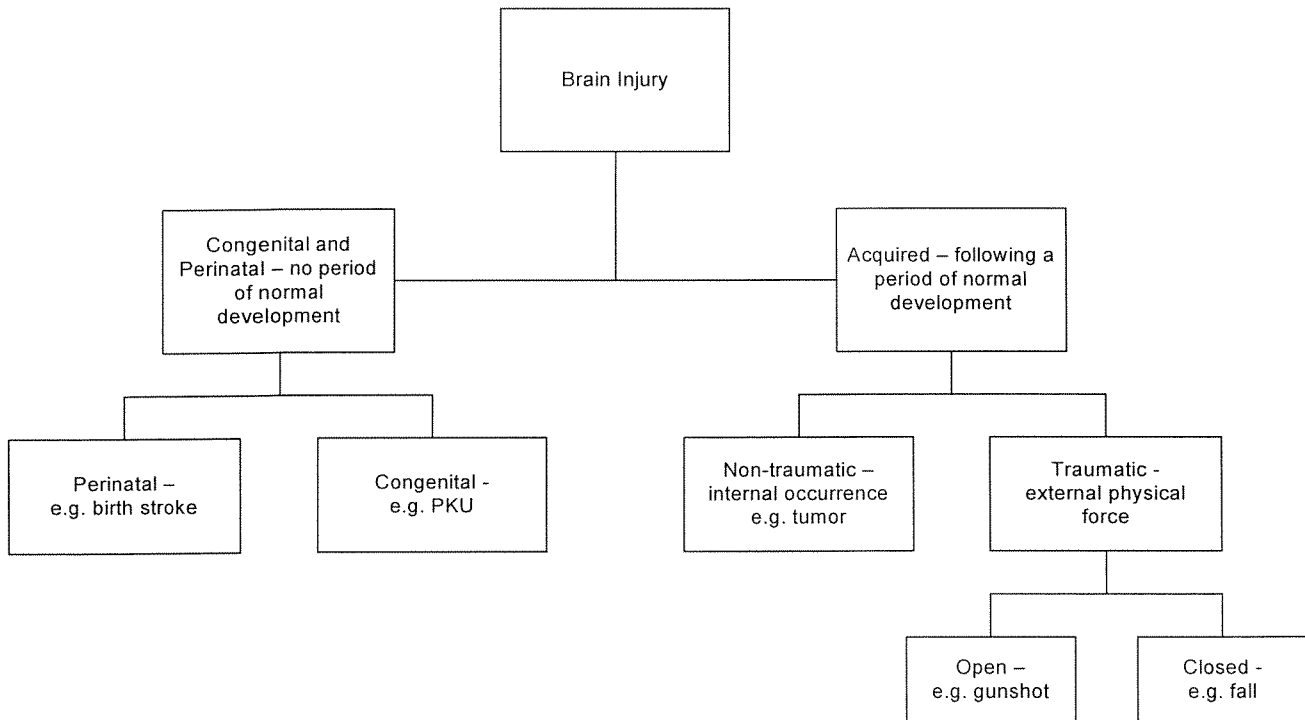 Brain Injury
Congenital and
Perinatal – no period
of normal
development
Acquired – following a
period of normal
development
Perinatal –
e.g. birth stroke
Congenital -
e.g. PKU
Non-traumatic –
internal occurrence
e.g. tumor
Traumatic -
external physical
force
Open –
e.g. gunshot
Closed -
e.g. fall